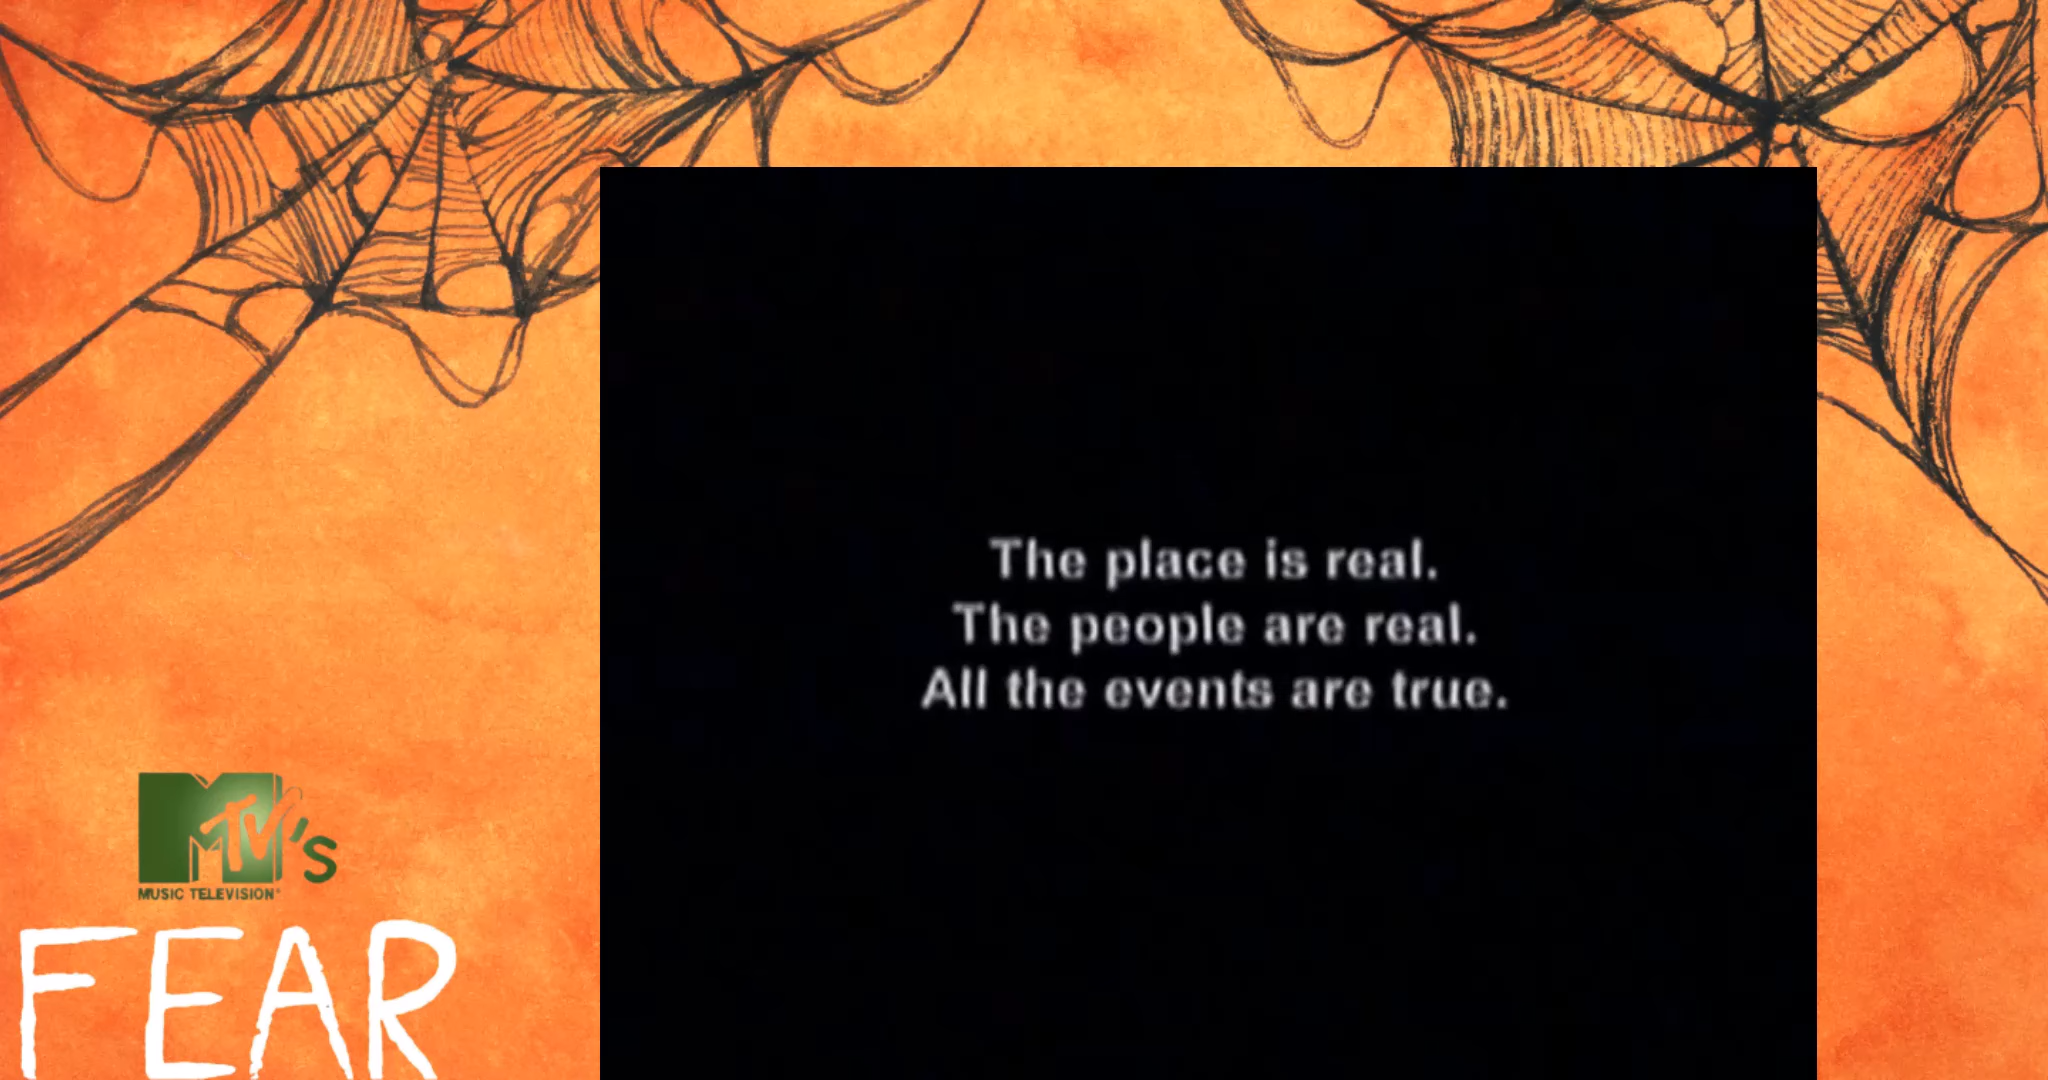 The place is real.
The people are real.
All the events are true.
MTV's
MUSIC TELEVISION®
FEAR